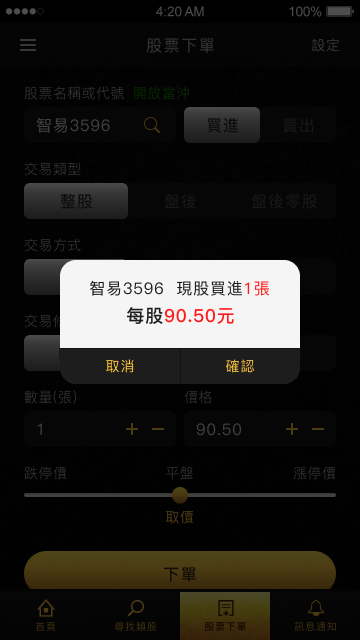 4:20 AM
100%
股票下單
設定
股票名稱或代號 開放當沖
智易3596
買進
賣出
交易類型
整股
盤後
盤後零股
交易方式
智易3596 現股買進1張
每股90.50元
取消
確認
交易
數量(張)
價格
1
90.50
跌停價
平盤
漲停價
取價
下單
首頁
尋找類股
股票下單
訊息通知